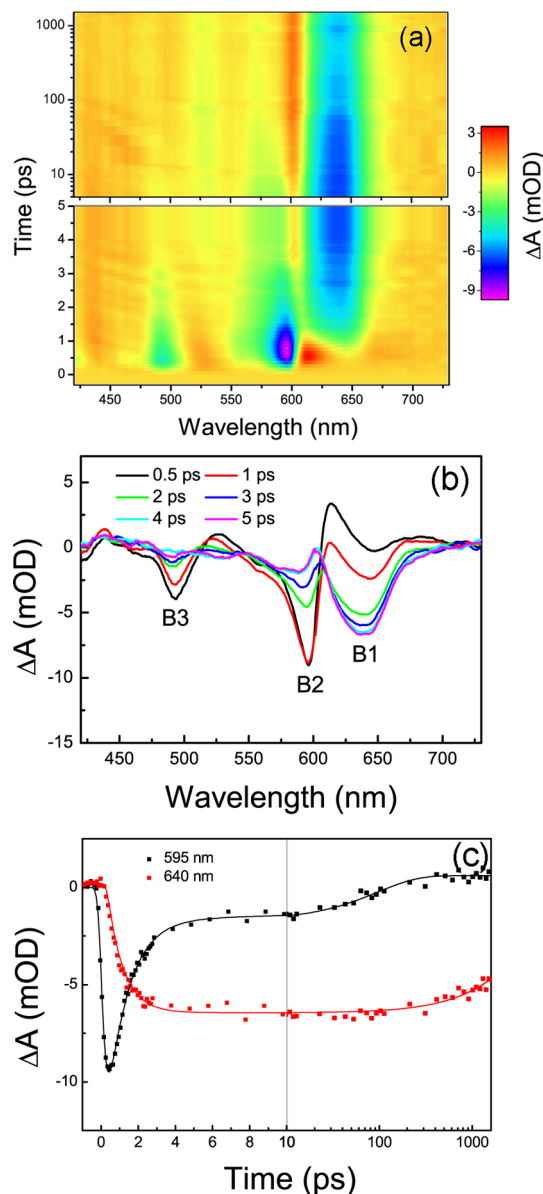 (a)
1000
100
10
5
4
3
2
1
0
Time (ps)
450 500 550 600 650 700
Wavelength (nm)
3
0
-3
-6
-9
ΔA (mOD)
(b)
0.5 ps 1 ps
2 ps 3 ps
4 ps 5 ps
5
0
-5
-10
-15
ΔA (mOD)
B3
B2
B1
450 500 550 600 650 700
Wavelength (nm)
(c)
595 nm
640 nm
0
-5
-10
ΔA (mOD)
0 2 4 6 8 10 100 1000
Time (ps)